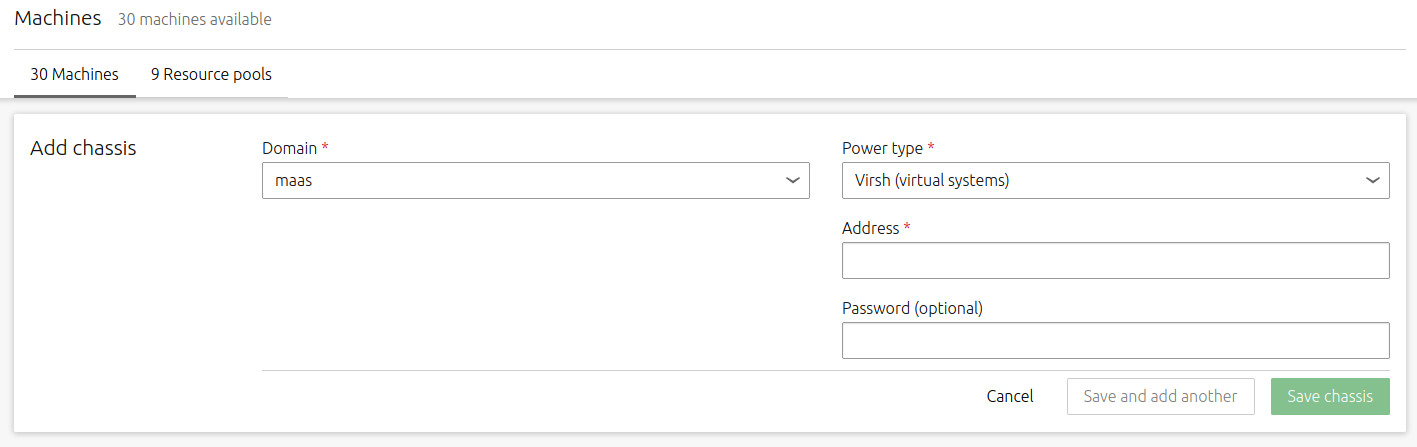 Machines 30 machines available
30 Machines 9 Resource pools
Add chassis
Domain *
maas
Power type *
Virsh (virtual systems)
Address *
Password (optional)
Cancel Save and add another Save chassis